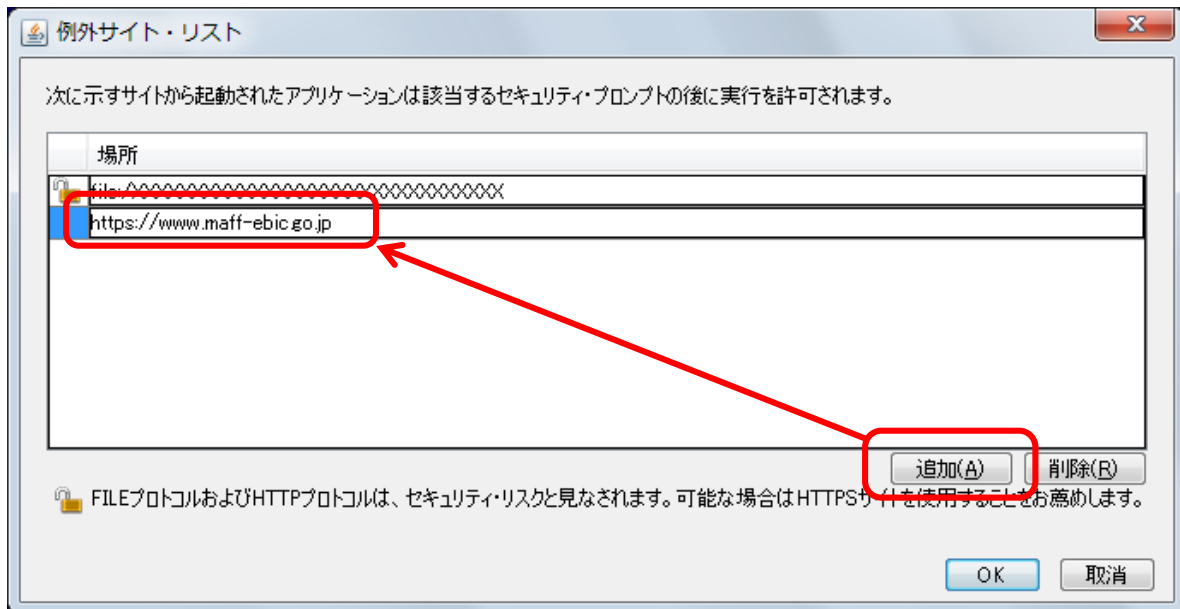 例外サイト・リスト
次に示すサイトから起動されたアプリケーションは該当するセキュリティ・プロンプトの後に実行を許可されます。
場所
file:/XXXXXXXXXXXXXXXXXXXXXXXXXXXXXXXXX
https://www.maff-ebic.go.jp
追加(A) 削除(R)
FILEプロトコルおよびHTTPプロトコルは、セキュリティ・リスクと見なされます。可能な場合はHTTPSサイトを使用することをお薦めします。
OK 取消